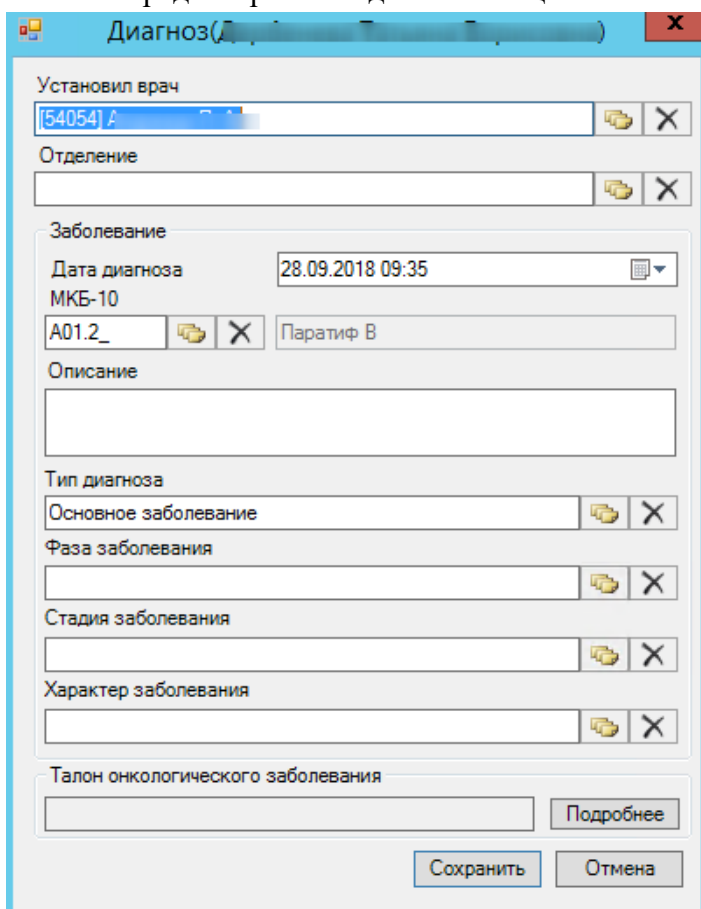 Диагноз( )
X
Установил врач
[54054] А
Отделение
Заболевание
Дата диагноза 28.09.2018 09:35
МКБ-10
A01.2_ Паратиф В
Описание
Тип диагноза
Основное заболевание
Фаза заболевания
Стадия заболевания
Характер заболевания
Талон онкологического заболевания
Подробнее
Сохранить Отмена